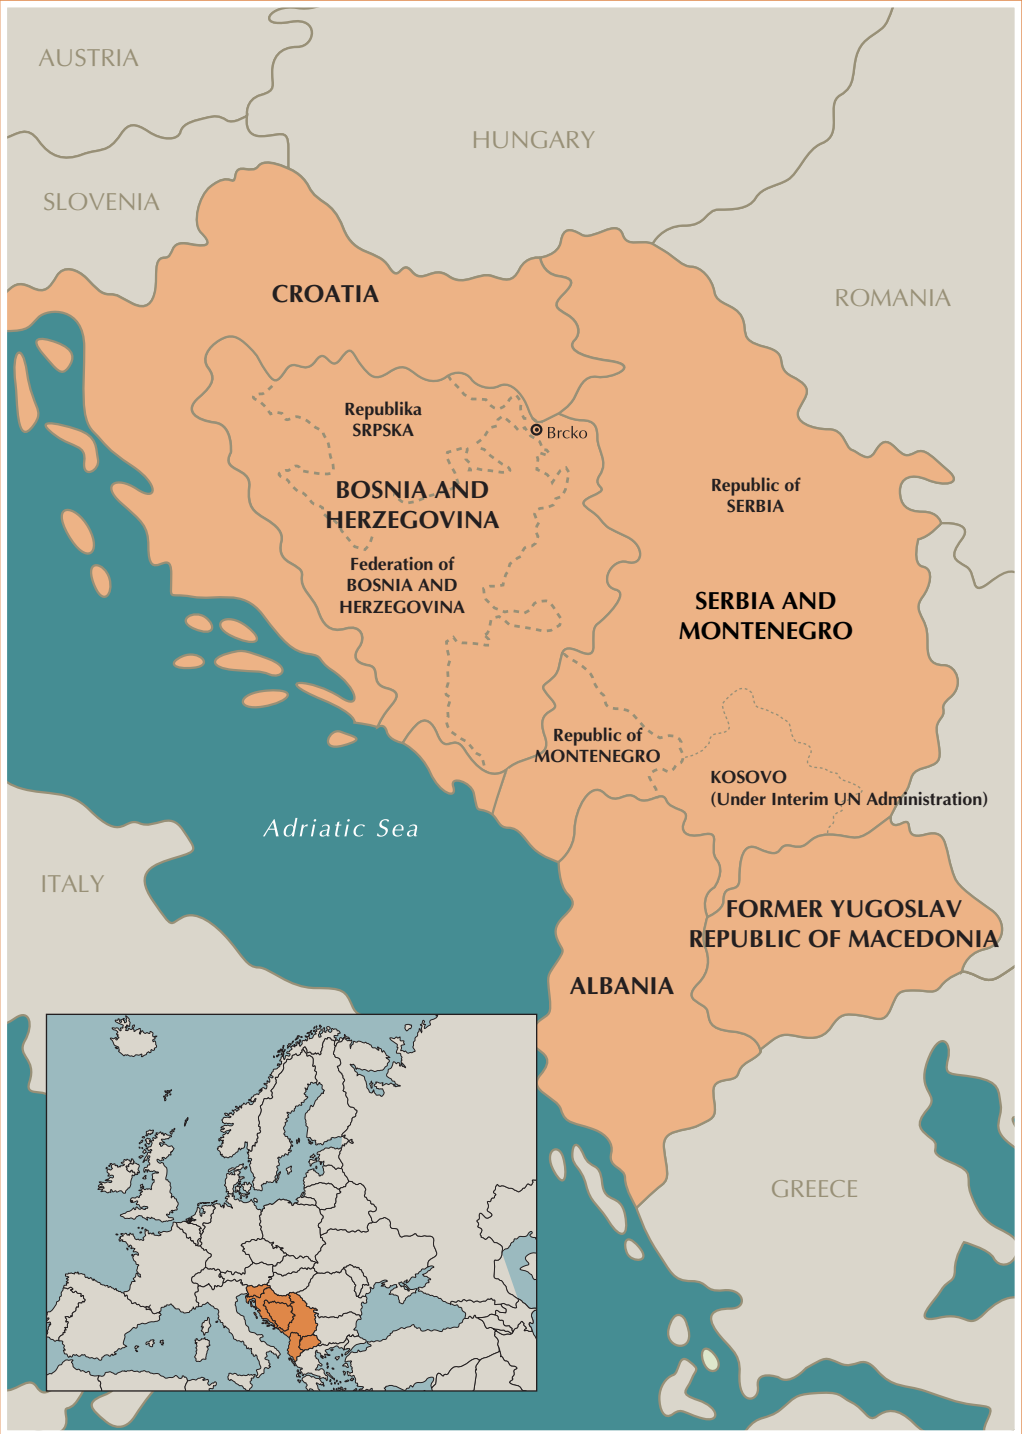 AUSTRIA
HUNGARY
SLOVENIA
CROATIA
ROMANIA
Republika
SRPSKA
Brcko
BOSNIA AND
HERZEGOVINA
Republic of
SERBIA
Federation of
BOSNIA AND
HERZEGOVINA
SERBIA AND
MONTENEGRO
Republic of
MONTENEGRO
KOSOVO
(Under Interim UN Administration)
Adriatic Sea
ITALY
FORMER YUGOSLAV
REPUBLIC OF MACEDONIA
ALBANIA
GREECE